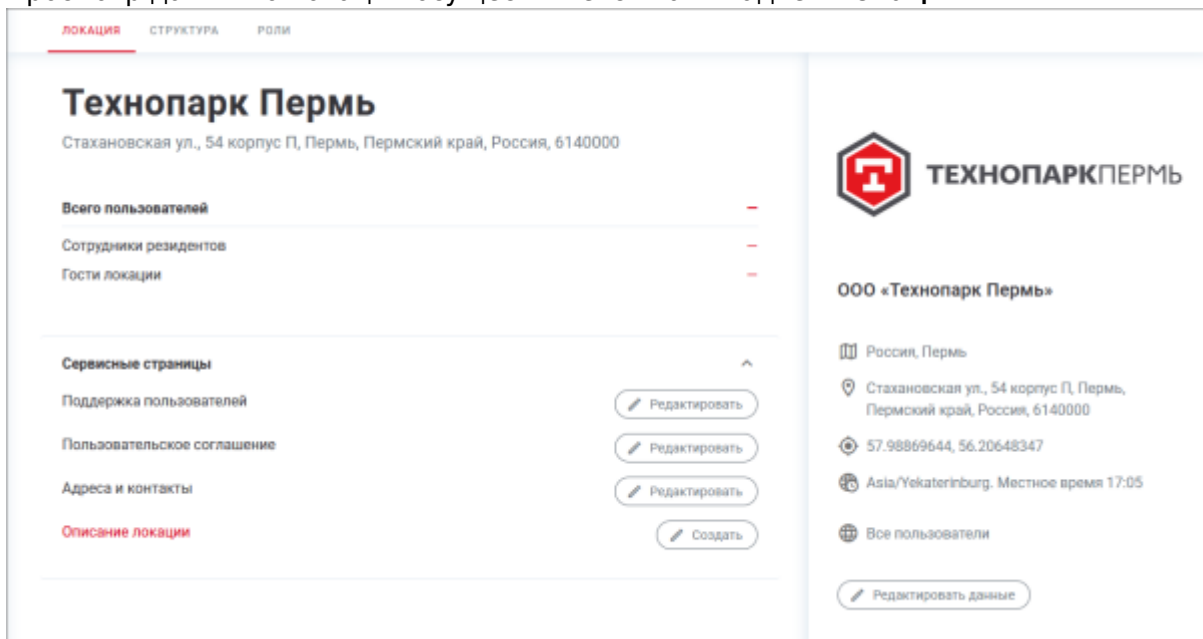 ЛОКАЦИЯ СТРУКТУРА РОЛИ
Технопарк Пермь
Стахановская ул., 54 корпус П, Пермь, Пермский край, Россия, 6140000
Всего пользователей –
Сотрудники резидентов –
Гости локации –
Сервисные страницы
Поддержка пользователей Редактировать
Пользовательское соглашение Редактировать
Адреса и контакты Редактировать
Описание локации Создать
ТЕХНОПАРКПЕРМЬ
ООО «Технопарк Пермь»
Россия, Пермь
Стахановская ул., 54 корпус П, Пермь,
Пермский край, Россия, 6140000
57.98869644, 56.20648347
Asia/Yekaterinburg. Местное время 17:05
Все пользователи
Редактировать данные